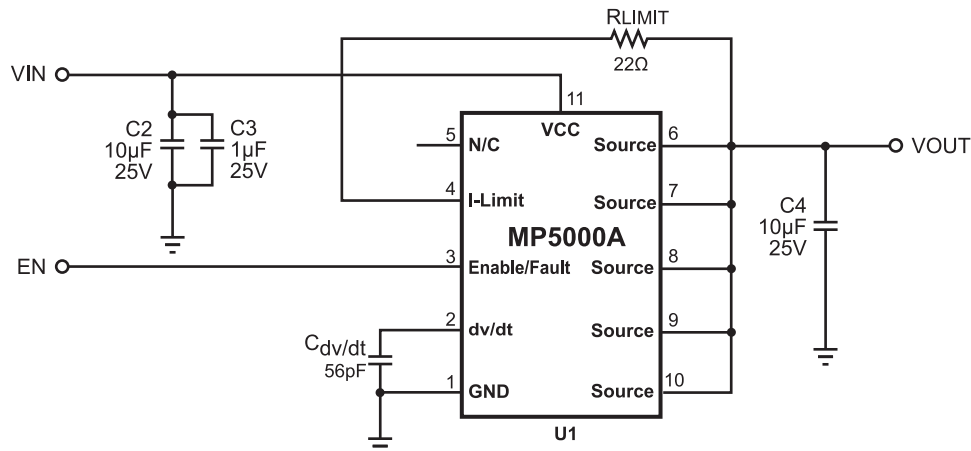 RLIMIT
22Ω
VIN
11
VCC
C2
10µF
25V
C3
1µF
25V
5
N/C
Source
6
VOUT
4
I-Limit
Source
7
MP5000A
C4
10µF
25V
EN
3
Enable/Fault
Source
8
2
dv/dt
Source
9
Cdv/dt
56pF
1
GND
Source
10
U1